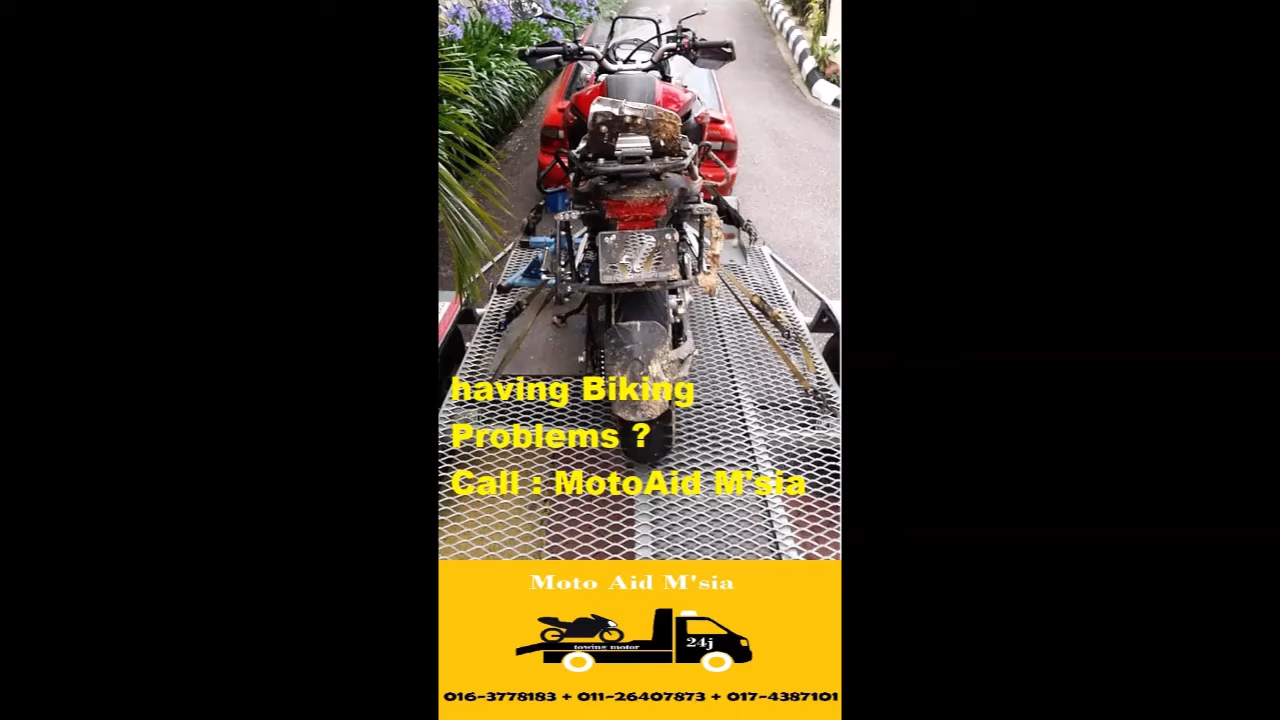 having Biking
Problems ?
Call : MotoAid M'sia
Moto Aid M'sia
24j
towing motor
016-3778183 + 011-26407873 + 017-4387101